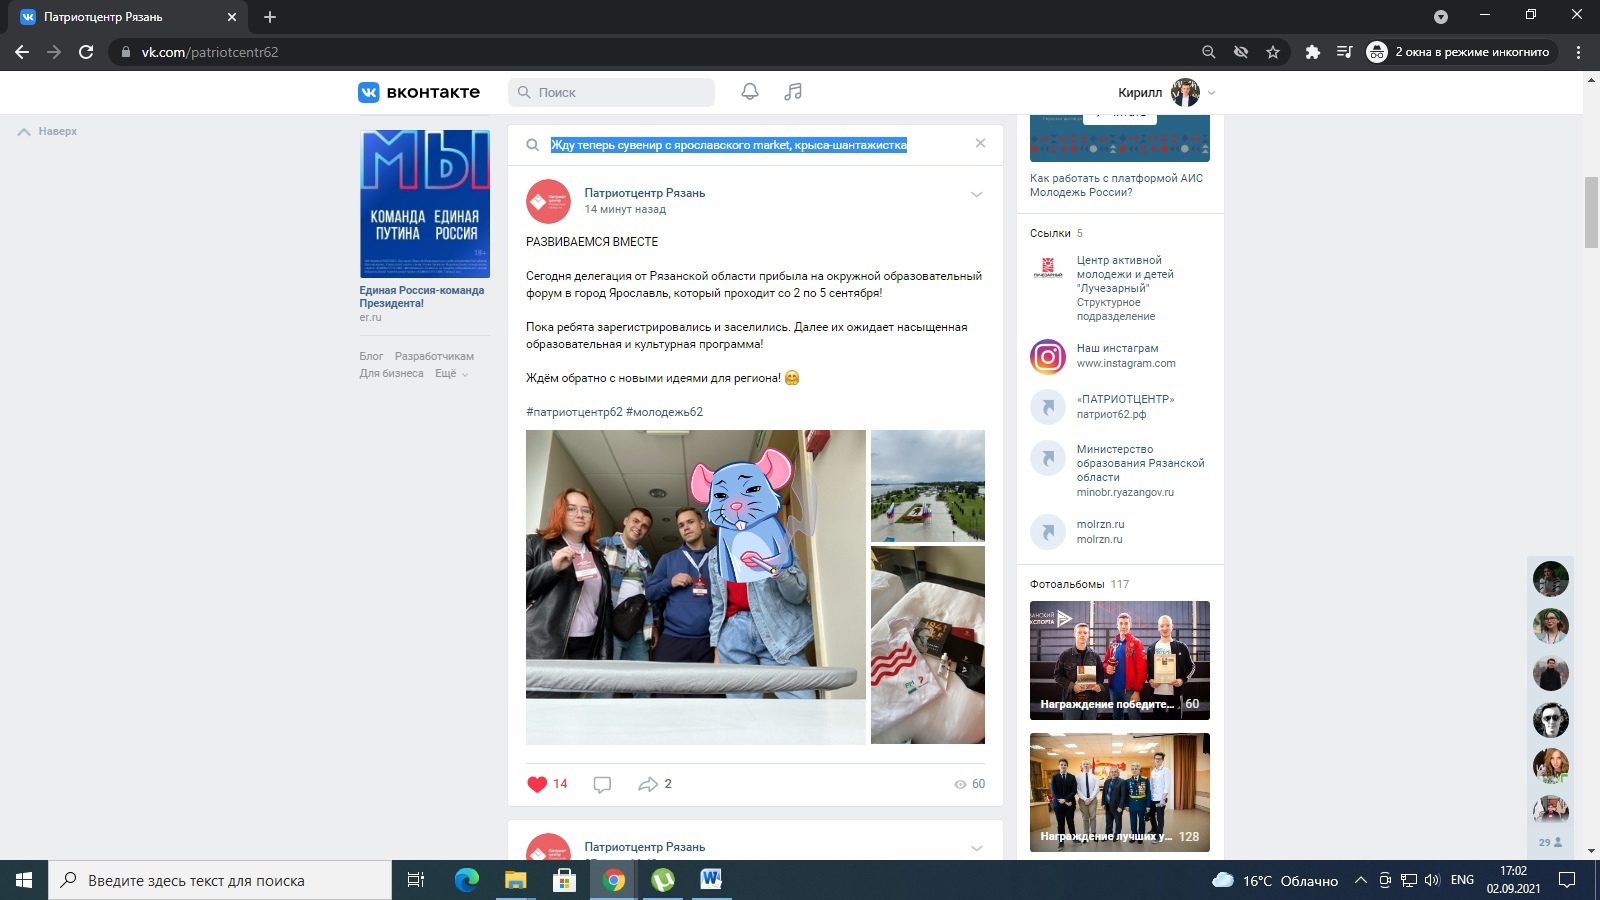 Патриотцентр Рязань
vk.com/patriotcentr62
2 окна в режиме инкогнито
вконтакте
Поиск
Кирилл
Наверх
МЫ
КОМАНДА ПУТИНА
ЕДИНАЯ РОССИЯ
18+
Единая Россия-команда
Президента!
er.ru
Блог Разработчикам
Для бизнеса Ещё
Жду теперь сувенир с ярославского market, крыса-шантажистка
Патриотцентр Рязань
14 минут назад
РАЗВИВАЕМСЯ ВМЕСТЕ
Сегодня делегация от Рязанской области прибыла на окружной образовательный
форум в город Ярославль, который проходит со 2 по 5 сентября!
Пока ребята зарегистрировались и заселились. Далее их ожидает насыщенная
образовательная и культурная программа!
Ждём обратно с новыми идеями для региона! 🤗
#патриотцентр62 #молодежь62
14
2
60
Патриотцентр Рязань
Как работать с платформой АИС
Молодежь России?
Ссылки 5
Центр активной
молодежи и детей
"Лучезарный"
Структурное
подразделение
Наш инстаграм
www.instagram.com
«ПАТРИОТЦЕНТР»
патриот62.рф
Министерство
образования Рязанской
области
minobr.ryazangov.ru
molrzn.ru
molrzn.ru
Фотоальбомы 117
Награждение победите... 60
Награждение лучших у... 128
29
Введите здесь текст для поиска
16°C Облачно
ENG
17:02
02.09.2021